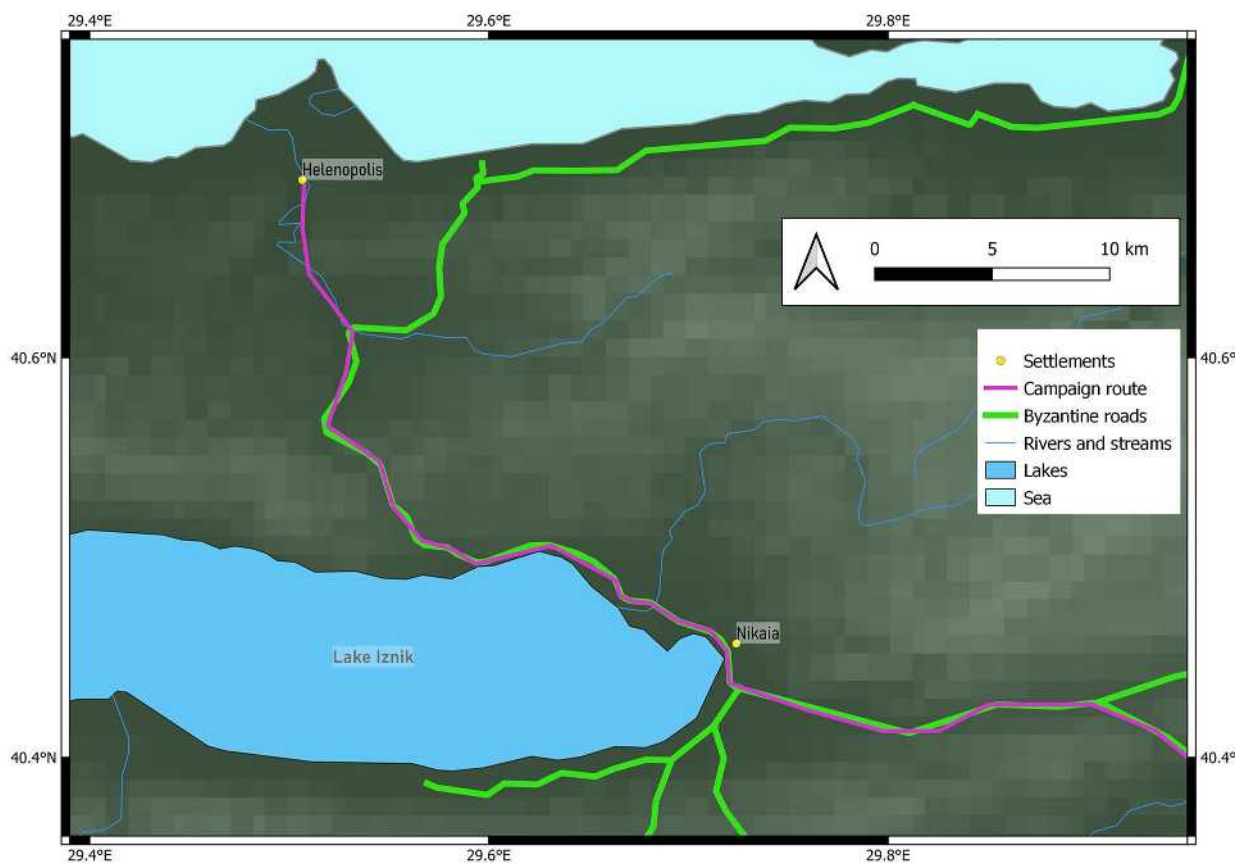 29.4°E 29.6°E 29.8°E
Helenopolis
0 5 10 km
40.6°N 40.6°N
Settlements
Campaign route
Byzantine roads
Rivers and streams
Lakes
Sea
Nikaia
Lake Iznik
40.4°N 40.4°N
29.4°E 29.6°E 29.8°E